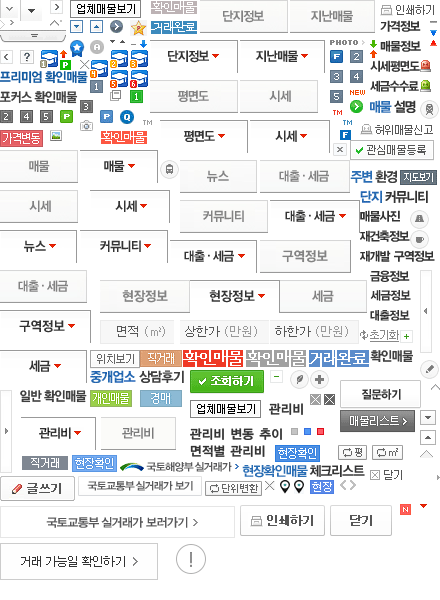 업체매물보기 확인매물 단지정보 지난매물 인쇄하기
거래완료 가격정보
단지정보 지난매물 PHOTO 매물정보
F 2 시세평면도
프리미엄 확인매물 3 4 세금수수료
포커스 확인매물 1 평면도 시세 5 NEW 매물 설명
2 4 5 P P Q TM TM
가격변동 확인매물 평면도 시세 F 허위매물신고
관심매물등록
매물 매물 뉴스 대출·세금 주변 환경 지도보기
단지 커뮤니티
시세 시세 커뮤니티 대출·세금 매물사진
재건축정보
뉴스 커뮤니티 대출·세금 구역정보 재개발 구역정보
금융정보
대출·세금 현장정보 현장정보 세금 세금정보
대출정보
구역정보 면적 (㎡) 상한가 (만원) 하한가 (만원) 초기화
위치보기 직거래 확인매물 확인매물 거래완료 확인매물
세금 중개업소 상담후기 조회하기
일반 확인매물 개인매물 경매 질문하기
업체매물보기 관리비 매물리스트
관리비 관리비 관리비 변동 추이
면적별 관리비 현장확인 평 ㎡
직거래 현장확인 국토해양부 실거래가 현장확인매물 체크리스트 닫기
글쓰기 국토교통부 실거래가 보기 단위변환 현장
N
국토교통부 실거래가 보러가기 인쇄하기 닫기
거래 가능일 확인하기